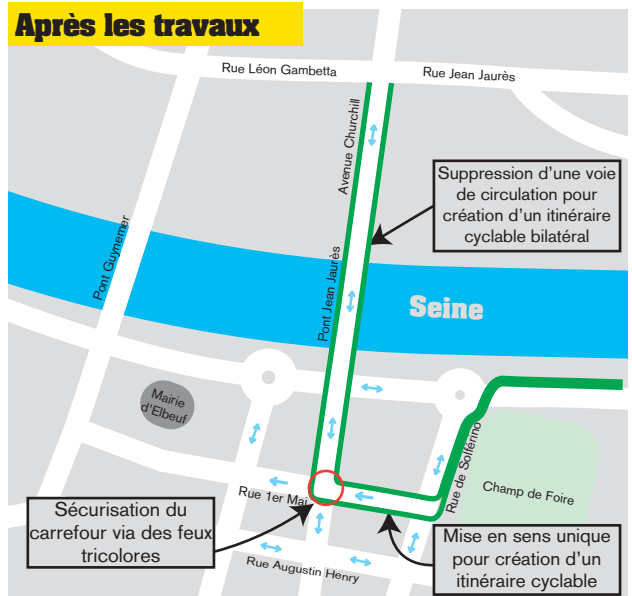 Après les travaux
Rue Léon Gambetta
Rue Jean Jaurès
Avenue Churchill
Suppression d'une voie
de circulation pour
création d'un itinéraire
cyclable bilatéral
Pont Guynemer
Pont Jean Jaurès
Seine
Mairie
d'Elbeuf
Rue de Solférino
Champ de Foire
Rue 1er Mai
Sécurisation du
carrefour via des feux
tricolores
Mise en sens unique
pour création d'un
itinéraire cyclable
Rue Augustin Henry